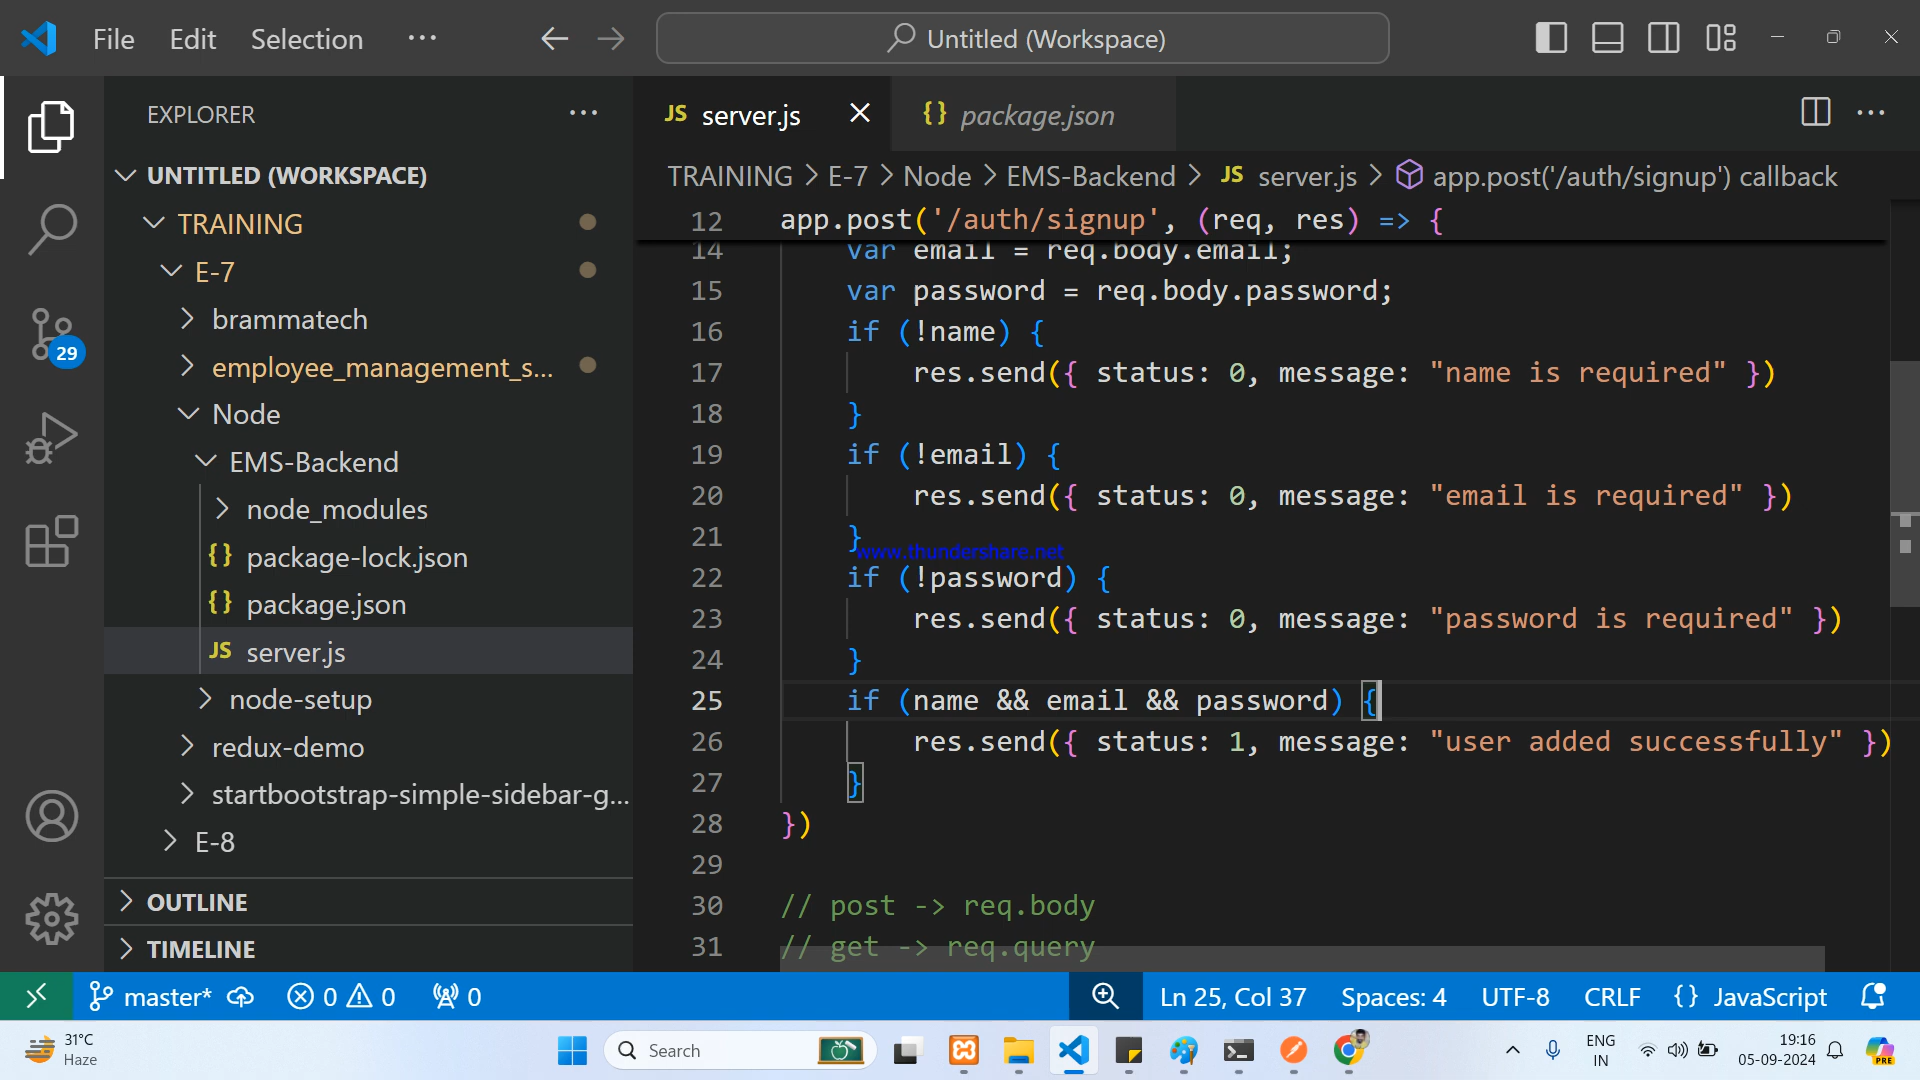 File Edit Selection ··· Untitled (Workspace)
EXPLORER ···
UNTITLED (WORKSPACE)
TRAINING
E-7
brammatech
employee_management_s...
Node
EMS-Backend
node_modules
package-lock.json
package.json
server.js
node-setup
redux-demo
startbootstrap-simple-sidebar-g...
E-8
OUTLINE
TIMELINE
29
JS server.js {} package.json
TRAINING > E-7 > Node > EMS-Backend > JS server.js > app.post('/auth/signup') callback
12 app.post('/auth/signup', (req, res) => {
14 var email = req.body.email;
15 var password = req.body.password;
16 if (!name) {
17 res.send({ status: 0, message: "name is required" })
18 }
19 if (!email) {
20 res.send({ status: 0, message: "email is required" })
21 }
www.thundershare.net
22 if (!password) {
23 res.send({ status: 0, message: "password is required" })
24 }
25 if (name && email && password) {
26 res.send({ status: 1, message: "user added successfully" })
27 }
28 })
29
30 // post -> req.body
31 // get -> req.query
master* 0 0 0 Ln 25, Col 37 Spaces: 4 UTF-8 CRLF {} JavaScript
31°C
Haze
Search
ENG
IN
19:16
05-09-2024
PRE